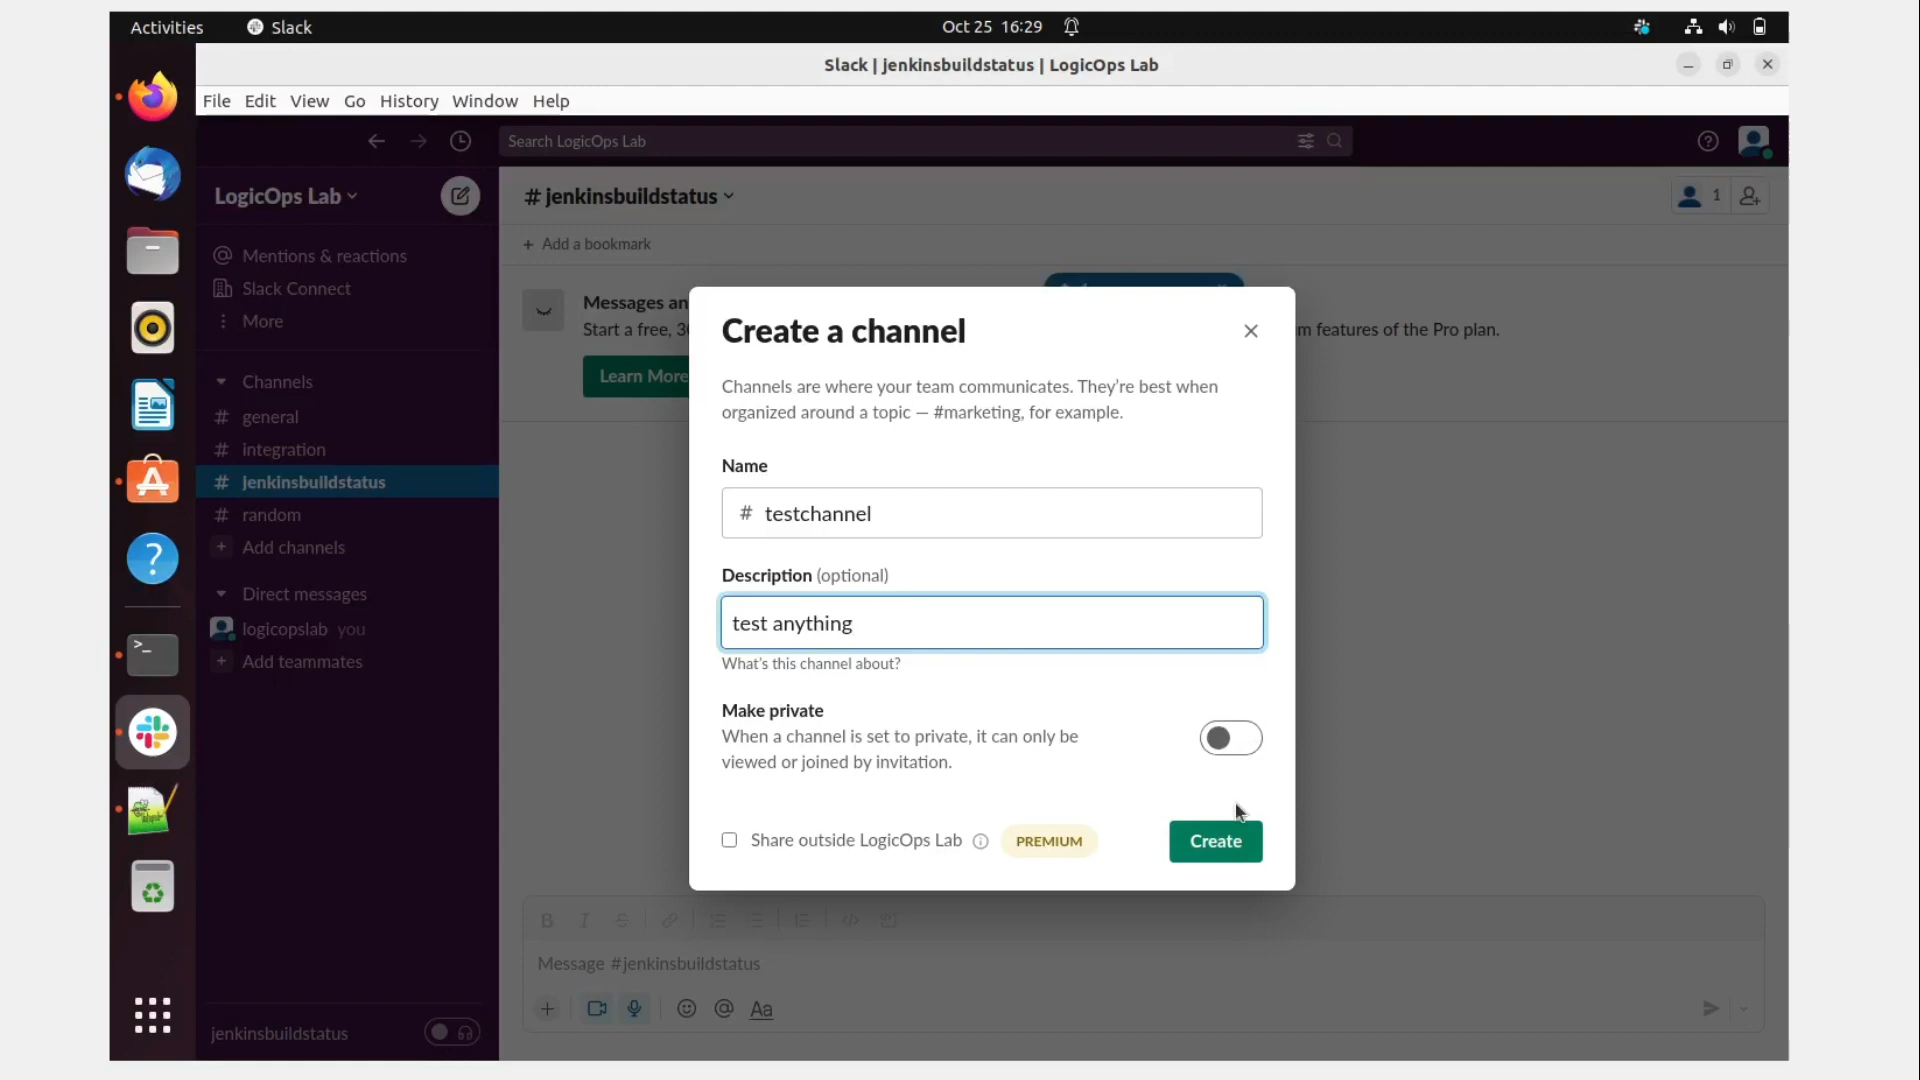 Activities Slack Oct 25 16:29
Slack | jenkinsbuildstatus | LogicOps Lab
File Edit View Go History Window Help
Search LogicOps Lab
LogicOps Lab
# jenkinsbuildstatus
1
Mentions & reactions
Slack Connect
More
Channels
# general
# integration
# jenkinsbuildstatus
# random
+ Add channels
Direct messages
logicopslab you
+ Add teammates
jenkinsbuildstatus
+ Add a bookmark
Messages an
Start a free, 30
m features of the Pro plan.
Learn More
Create a channel
Channels are where your team communicates. They’re best when
organized around a topic — #marketing, for example.
Name
# testchannel
Description (optional)
test anything
What’s this channel about?
Make private
When a channel is set to private, it can only be
viewed or joined by invitation.
Share outside LogicOps Lab PREMIUM
Create
B I S
Message #jenkinsbuildstatus
+ @ Aa